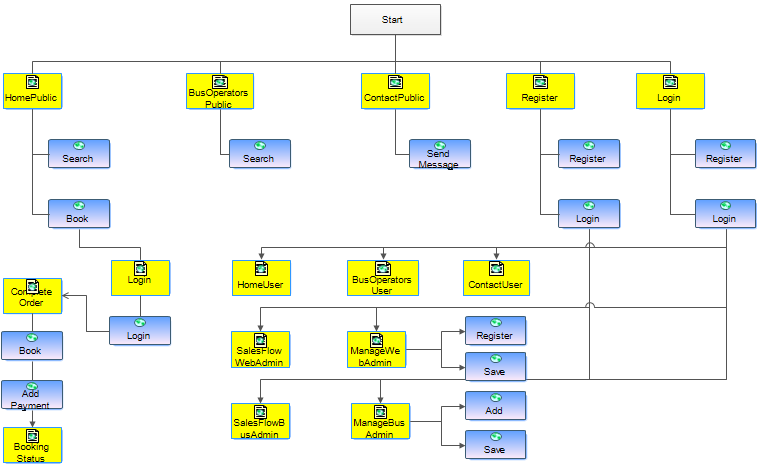 Start
HomePublic
BusOperators
Public
ContactPublic
Register
Login
Search
Search
Send
Message
Register
Register
Book
Login
Login
Login
HomeUser
BusOperators
User
ContactUser
Complete
Order
Login
Book
SalesFlow
WebAdmin
ManageWe
bAdmin
Register
Save
Add
Payment
SalesFlowB
usAdmin
ManageBus
Admin
Add
Save
Booking
Status